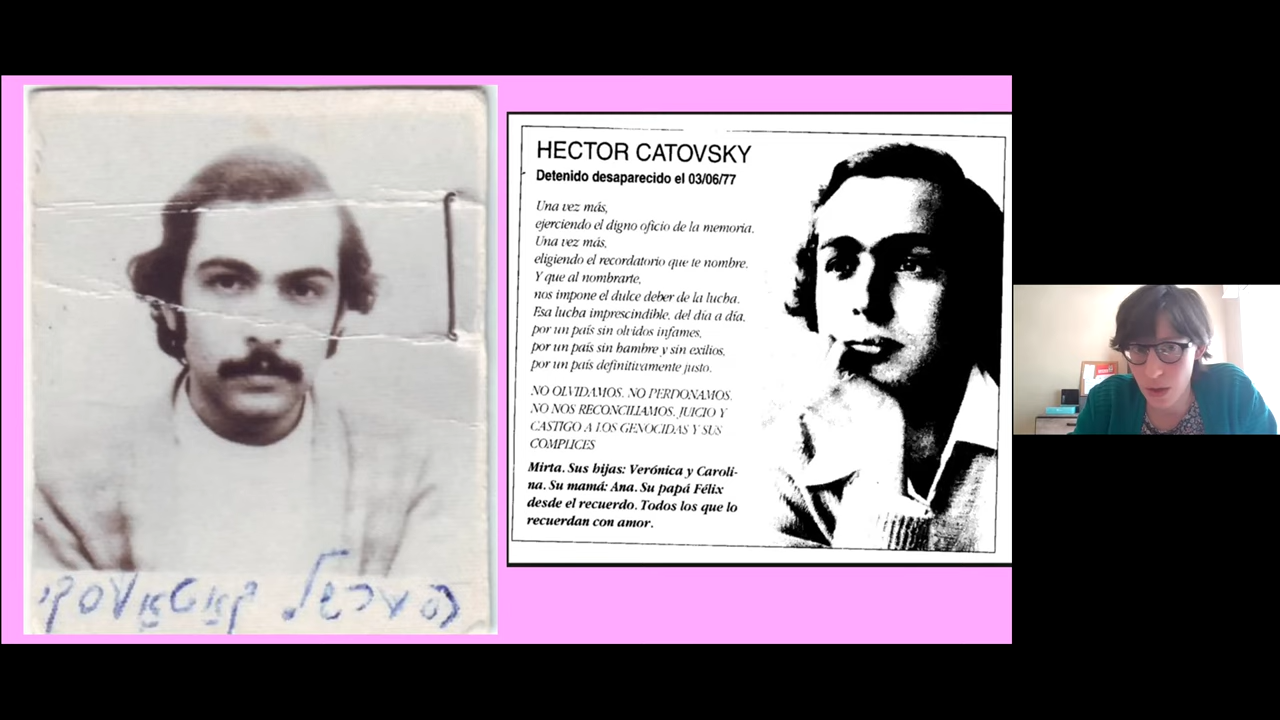 הערשל קאַטאָווסקי
HECTOR CATOVSKY
Detenido desaparecido el 03/06/77
Una vez más,
ejerciendo el digno oficio de la memoria.
Una vez más,
eligiendo el recordatorio que te nombre.
Y que al nombrarte,
nos impone el dulce deber de la lucha.
Esa lucha imprescindible, del día a día,
por un país sin olvidos infames,
por un país sin hambre y sin exilios,
por un país definitivamente justo.
NO OLVIDAMOS. NO PERDONAMOS.
NO NOS RECONCILIAMOS. JUICIO Y
CASTIGO A LOS GENOCIDAS Y SUS
COMPLICES
Mirta. Sus hijas: Verónica y Caroli-
na. Su mamá: Ana. Su papá Félix
desde el recuerdo. Todos los que lo
recuerdan con amor.